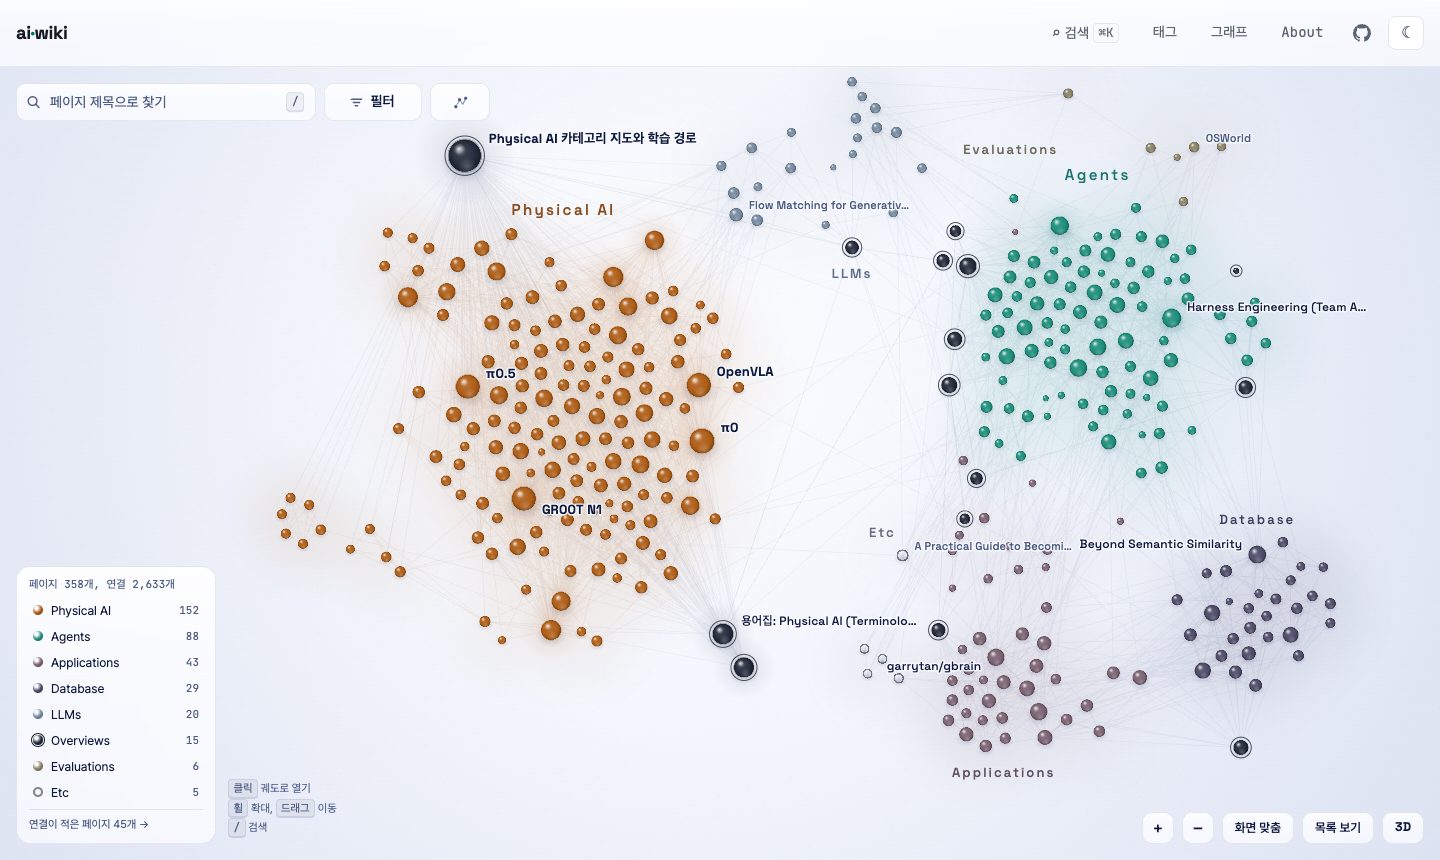 ai·wiki
검색 ⌘K
태그
그래프
About
페이지 제목으로 찾기 /
필터
Physical AI 카테고리 지도와 학습 경로
Evaluations
OSWorld
Agents
Physical AI
Flow Matching for Generativ…
LLMs
Harness Engineering (Team A…
π0.5
OpenVLA
π0
GR00T N1
Etc
A Practical Guide to Becomi…
Beyond Semantic Similarity
Database
용어집: Physical AI (Terminolo…
garrytan/gbrain
Applications
페이지 358개, 연결 2,633개
Physical AI 152
Agents 88
Applications 43
Database 29
LLMs 20
Overviews 15
Evaluations 6
Etc 5
연결이 적은 페이지 45개 →
클릭 궤도로 열기
휠 확대, 드래그 이동
/ 검색
+
−
화면 맞춤
목록 보기
3D